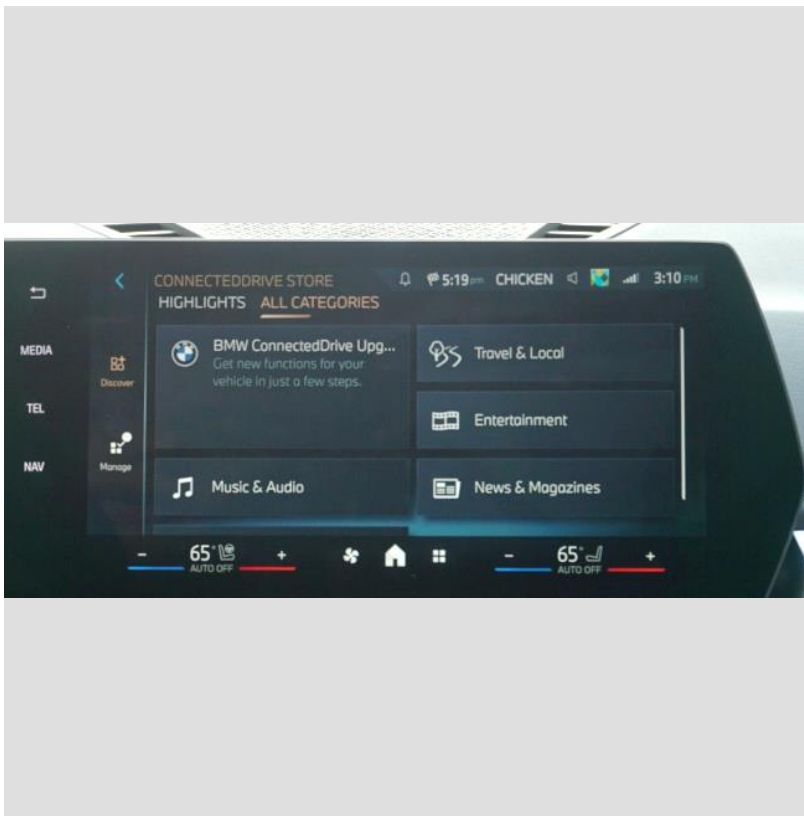 CONNECTEDDRIVE STORE
5:19 pm CHICKEN 3:10 PM
HIGHLIGHTS ALL CATEGORIES
MEDIA
TEL
NAV
Discover
Manage
BMW ConnectedDrive Upg...
Get new functions for your
vehicle in just a few steps.
Travel & Local
Entertainment
Music & Audio
News & Magazines
- 65° + - 65° +
AUTO OFF AUTO OFF